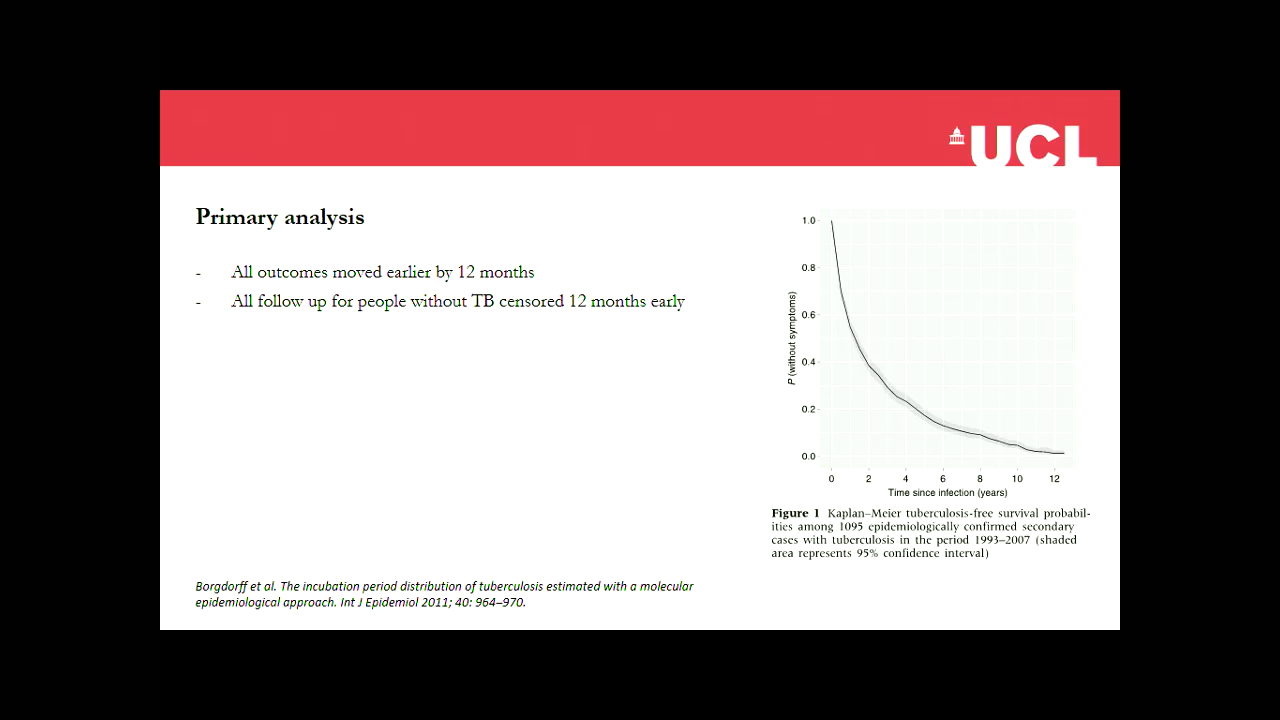 UCL
Primary analysis
- All outcomes moved earlier by 12 months
- All follow up for people without TB censored 12 months early
P (without symptoms)
1.0
0.8
0.6
0.4
0.2
0.0
0 2 4 6 8 10 12
Time since infection (years)
Figure 1 Kaplan–Meier tuberculosis-free survival probabil-
ities among 1095 epidemiologically confirmed secondary
cases with tuberculosis in the period 1993–2007 (shaded
area represents 95% confidence interval)
Borgdorff et al. The incubation period distribution of tuberculosis estimated with a molecular
epidemiological approach. Int J Epidemiol 2011; 40: 964–970.